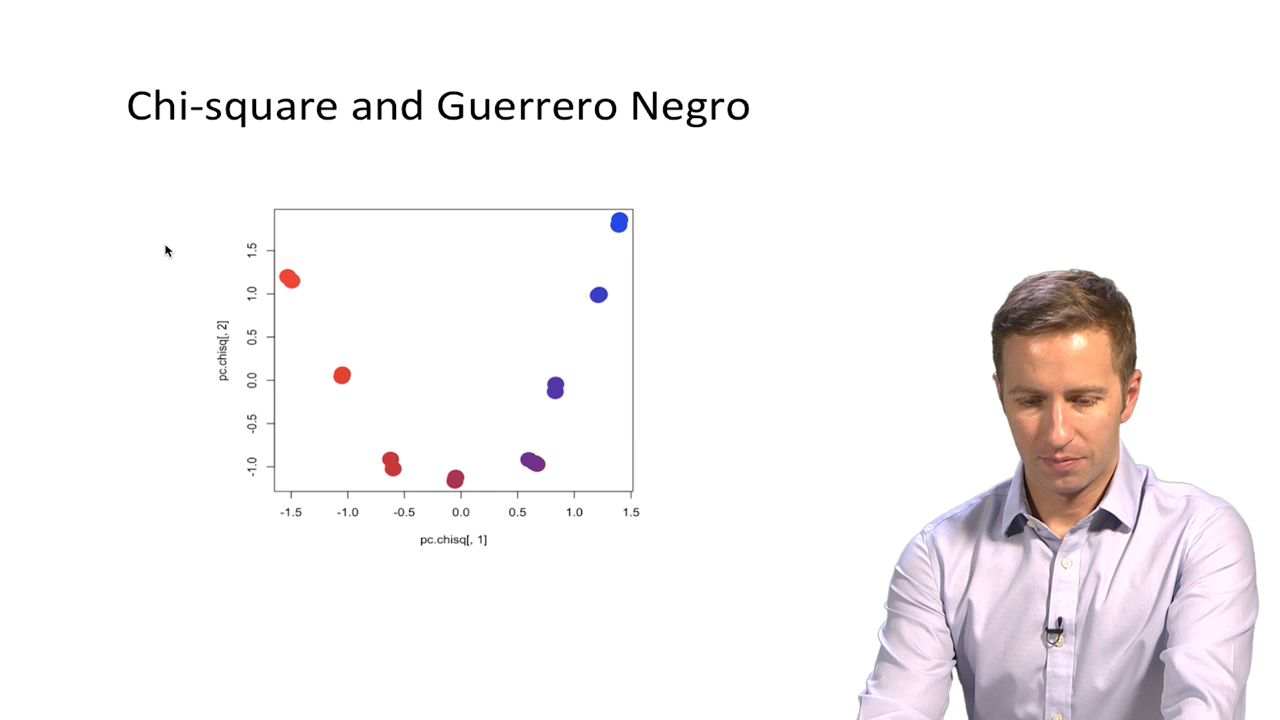 Chi-square and Guerrero Negro
1.5
1.0
0.5
0.0
-0.5
-1.0
pc.chisq[, 2]
-1.5 -1.0 -0.5 0.0 0.5 1.0 1.5
pc.chisq[, 1]